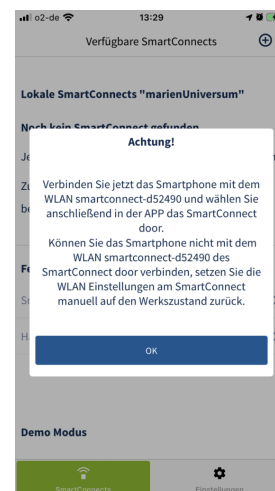 o2-de
13:29
Verfügbare SmartConnects
Lokale SmartConnects "marienUniversum"
Noch kein SmartConnect gefunden
Achtung!
Verbinden Sie jetzt das Smartphone mit dem
WLAN smartconnect-d52490 und wählen Sie
anschließend in der APP das SmartConnect
door.
Können Sie das Smartphone nicht mit dem
WLAN smartconnect-d52490 des
SmartConnect door verbinden, setzen Sie die
WLAN Einstellungen am SmartConnect
manuell auf den Werkszustand zurück.
OK
Demo Modus
SmartConnects
Einstellungen